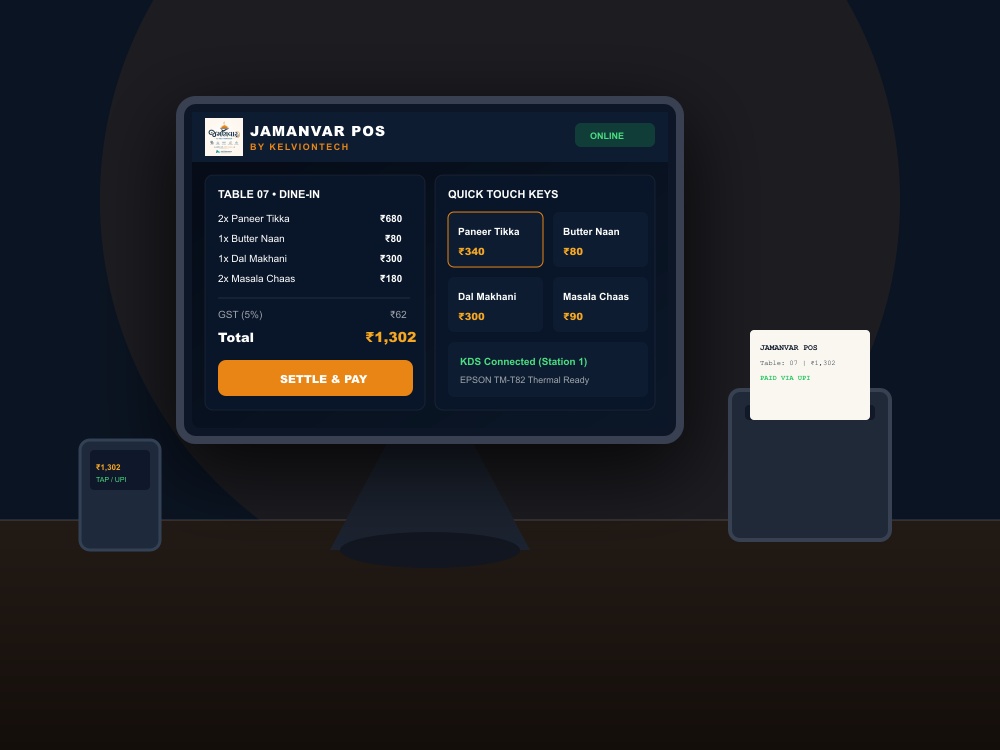 જમણવાર
JAMANVAR POS
BY KELVIONTECH
ONLINE
TABLE 07 • DINE-IN
2x Paneer Tikka ₹680
1x Butter Naan ₹80
1x Dal Makhani ₹300
2x Masala Chaas ₹180
GST (5%) ₹62
Total ₹1,302
SETTLE & PAY
QUICK TOUCH KEYS
Paneer Tikka
₹340
Butter Naan
₹80
Dal Makhani
₹300
Masala Chaas
₹90
KDS Connected (Station 1)
EPSON TM-T82 Thermal Ready
JAMANVAR POS
Table: 07 | ₹1,302
PAID VIA UPI
₹1,302
TAP / UPI